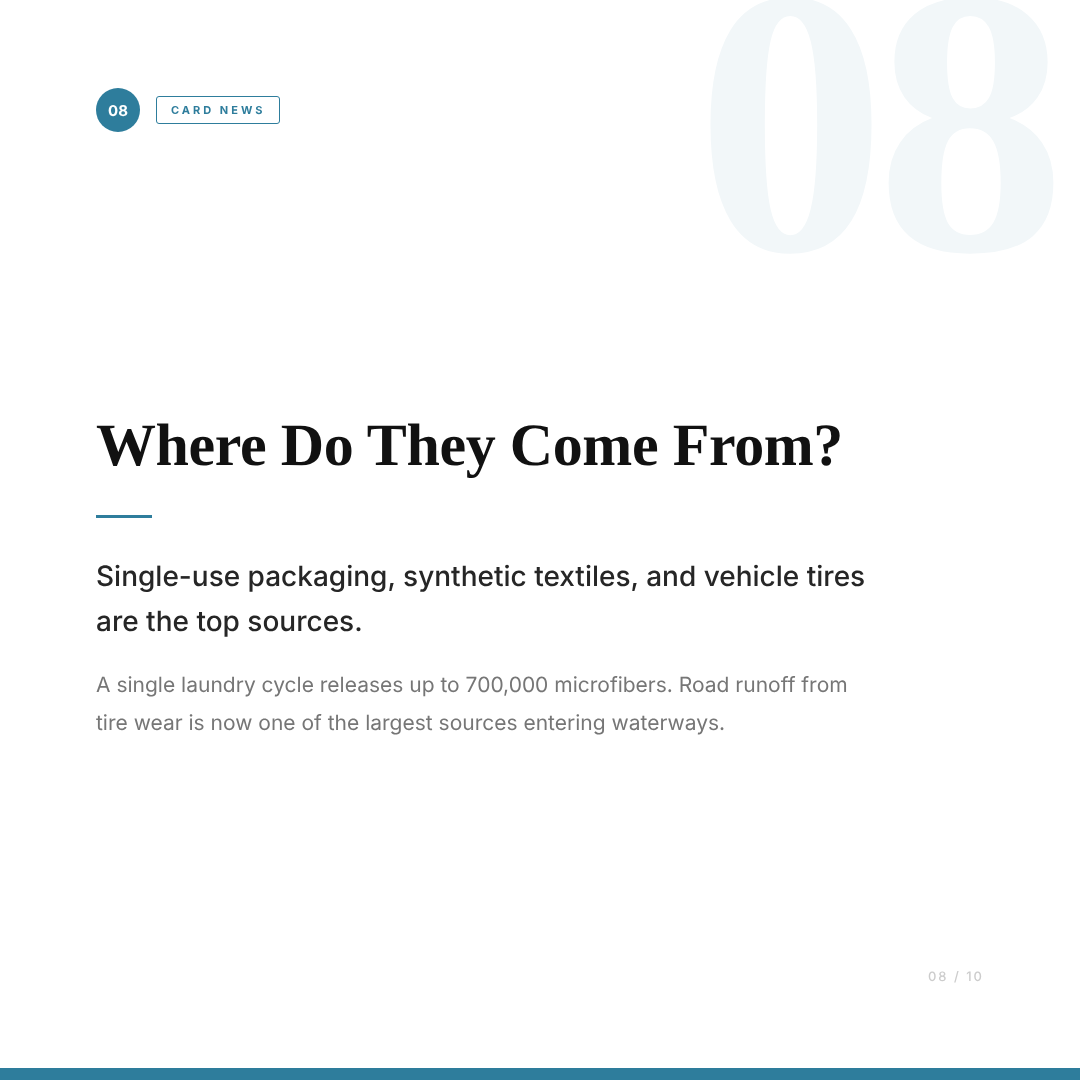 08
08
CARD NEWS
Where Do They Come From?
Single-use packaging, synthetic textiles, and vehicle tires
are the top sources.
A single laundry cycle releases up to 700,000 microfibers. Road runoff from
tire wear is now one of the largest sources entering waterways.
08 / 10